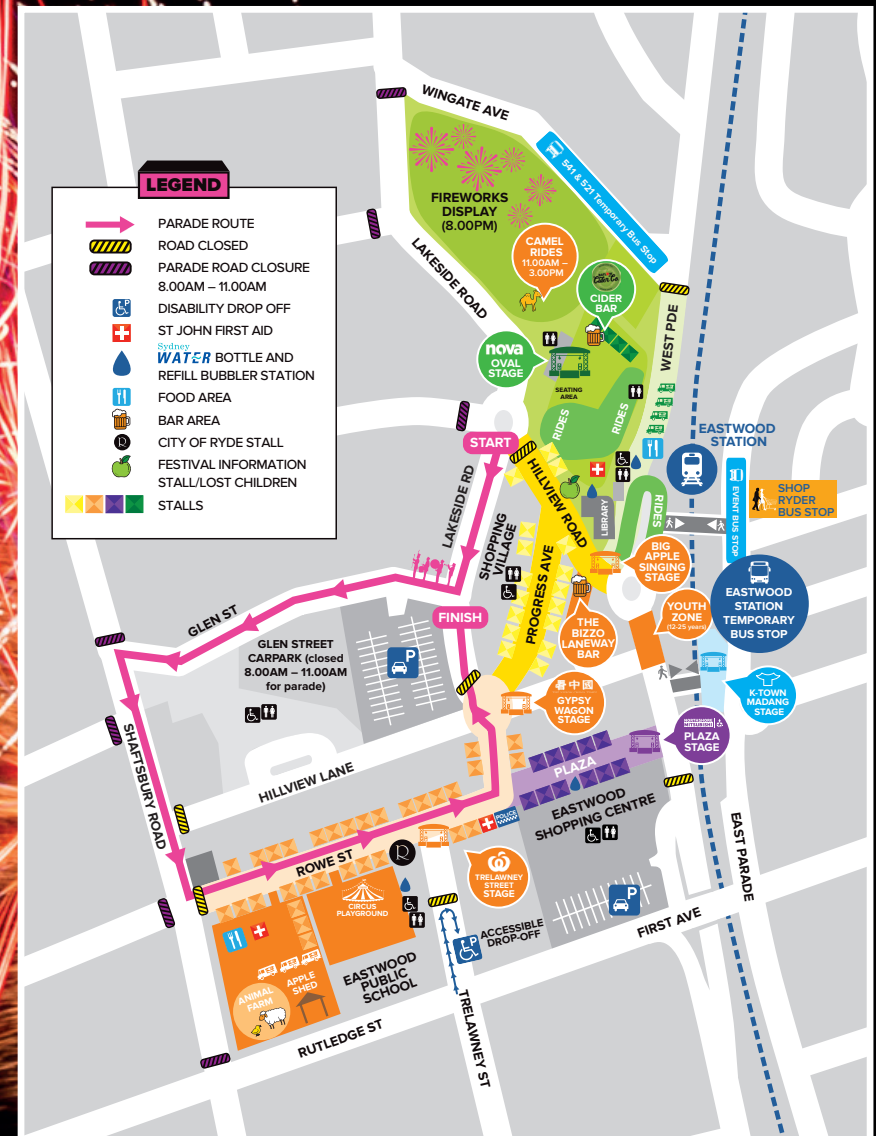 WINGATE AVE
541 & 521 Temporary Bus Stop
LEGEND
PARADE ROUTE
ROAD CLOSED
PARADE ROAD CLOSURE
8.00AM – 11.00AM
P
DISABILITY DROP OFF
ST JOHN FIRST AID
Sydney
WATER BOTTLE AND
REFILL BUBBLER STATION
FOOD AREA
BAR AREA
R
CITY OF RYDE STALL
FESTIVAL INFORMATION
STALL/LOST CHILDREN
STALLS
FIREWORKS
DISPLAY
(8.00PM)
LAKESIDE ROAD
CAMEL
RIDES
11.00AM –
3.00PM
CIDER
BAR
WEST PDE
nova
OVAL
STAGE
SEATING
AREA
RIDES
RIDES
EASTWOOD
STATION
START
HILLVIEW ROAD
LAKESIDE RD
SHOPPING
VILLAGE
LIBRARY
RIDES
EVENT BUS STOP
SHOP
RYDER
BUS STOP
PROGRESS AVE
BIG
APPLE
SINGING
STAGE
EASTWOOD
STATION
TEMPORARY
BUS STOP
GLEN ST
FINISH
YOUTH
ZONE
(12-25 years)
THE
BIZZO
LANEWAY
BAR
GLEN STREET
CARPARK (closed
8.00AM – 11.00AM
for parade)
P
GYPSY
WAGON
STAGE
K-TOWN
MADANG
STAGE
PLAZA
STAGE
SHAFTSBURY ROAD
HILLVIEW LANE
PLAZA
EASTWOOD
SHOPPING CENTRE
POLICE
EAST PARADE
ROWE ST
R
TRELAWNEY
STREET
STAGE
CIRCUS
PLAYGROUND
P
FIRST AVE
P
ACCESSIBLE
DROP-OFF
EASTWOOD
PUBLIC
SCHOOL
APPLE
SHED
ANIMAL
FARM
RUTLEDGE ST
TRELAWNEY ST